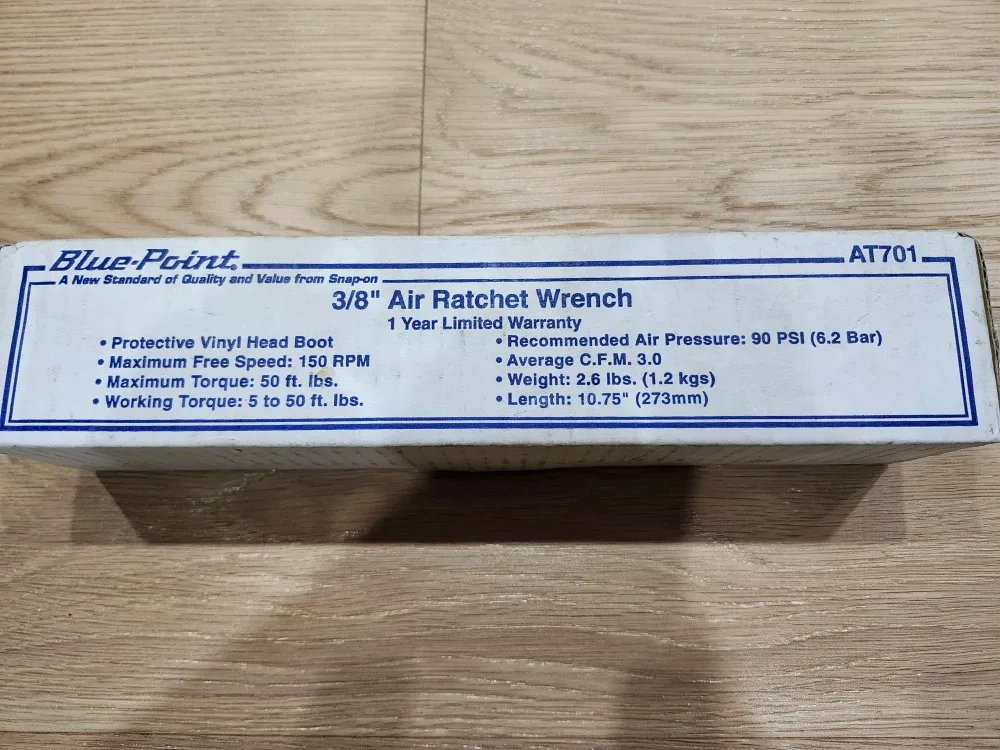 Blue-Point®
AT701
A New Standard of Quality and Value from Snap-on
3/8" Air Ratchet Wrench
1 Year Limited Warranty
• Protective Vinyl Head Boot
• Maximum Free Speed: 150 RPM
• Maximum Torque: 50 ft. lbs.
• Working Torque: 5 to 50 ft. lbs.
• Recommended Air Pressure: 90 PSI (6.2 Bar)
• Average C.F.M. 3.0
• Weight: 2.6 lbs. (1.2 kgs)
• Length: 10.75" (273mm)